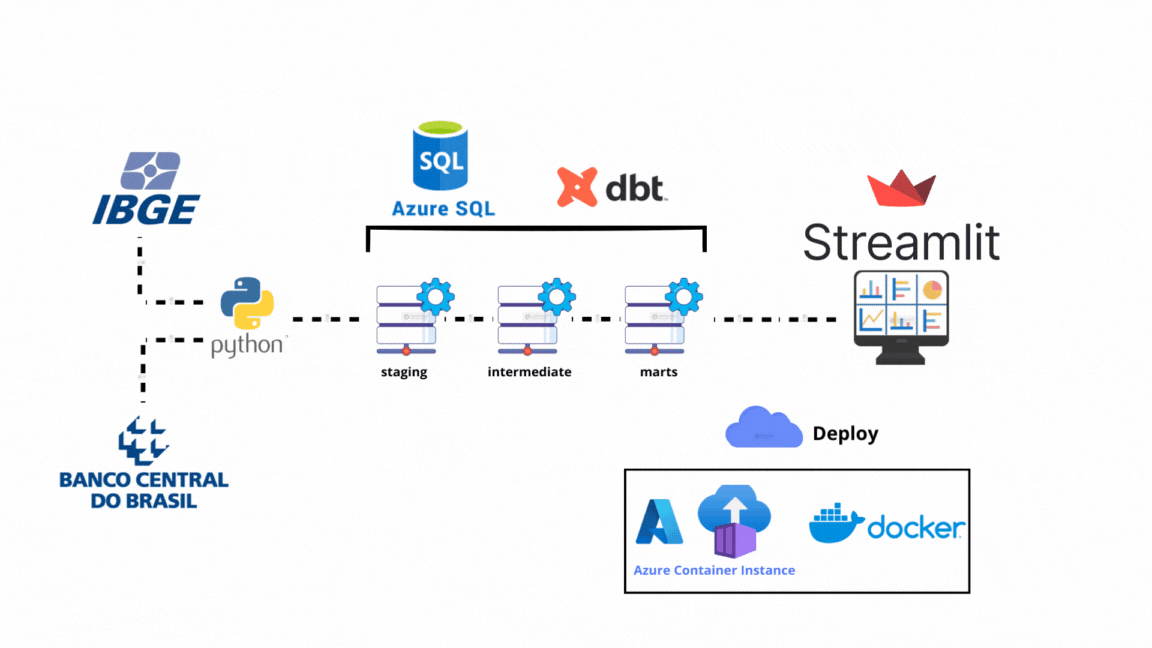 IBGE
SQL
Azure SQL
dbt
Streamlit
python
staging
intermediate
marts
BANCO CENTRAL
DO BRASIL
Deploy
docker
Azure Container Instance